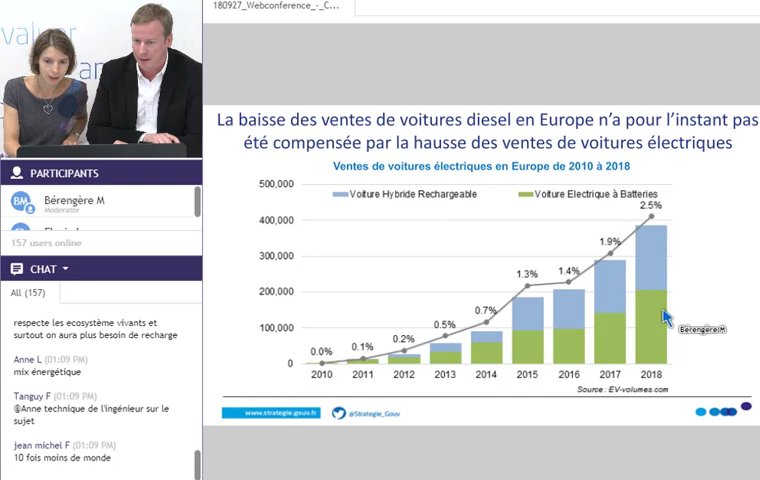 180927_Webconference_-_C...
valuer
an
PARTICIPANTS
BM
Bérengère M
Moderator
157 users online
CHAT
All (157)
respecte les ecosystème vivants et
surtout on aura plus besoin de recharge
Anne L (01:09 PM)
mix énergétique
Tanguy F (01:09 PM)
@Anne technique de l'ingénieur sur le
sujet
jean michel F (01:09 PM)
10 fois moins de monde
La baisse des ventes de voitures diesel en Europe n'a pour l'instant pas
été compensée par la hausse des ventes de voitures électriques
Ventes de voitures électriques en Europe de 2010 à 2018
Voiture Hybride Rechargeable
Voiture Electrique à Batteries
500,000
400,000
300,000
200,000
100,000
0
0.0%
0.1%
0.2%
0.5%
0.7%
1.3%
1.4%
1.9%
2.5%
2010 2011 2012 2013 2014 2015 2016 2017 2018
Bérengère M
Source : EV-volumes.com
www.strategie.gouv.fr
@Strategie_Gouv